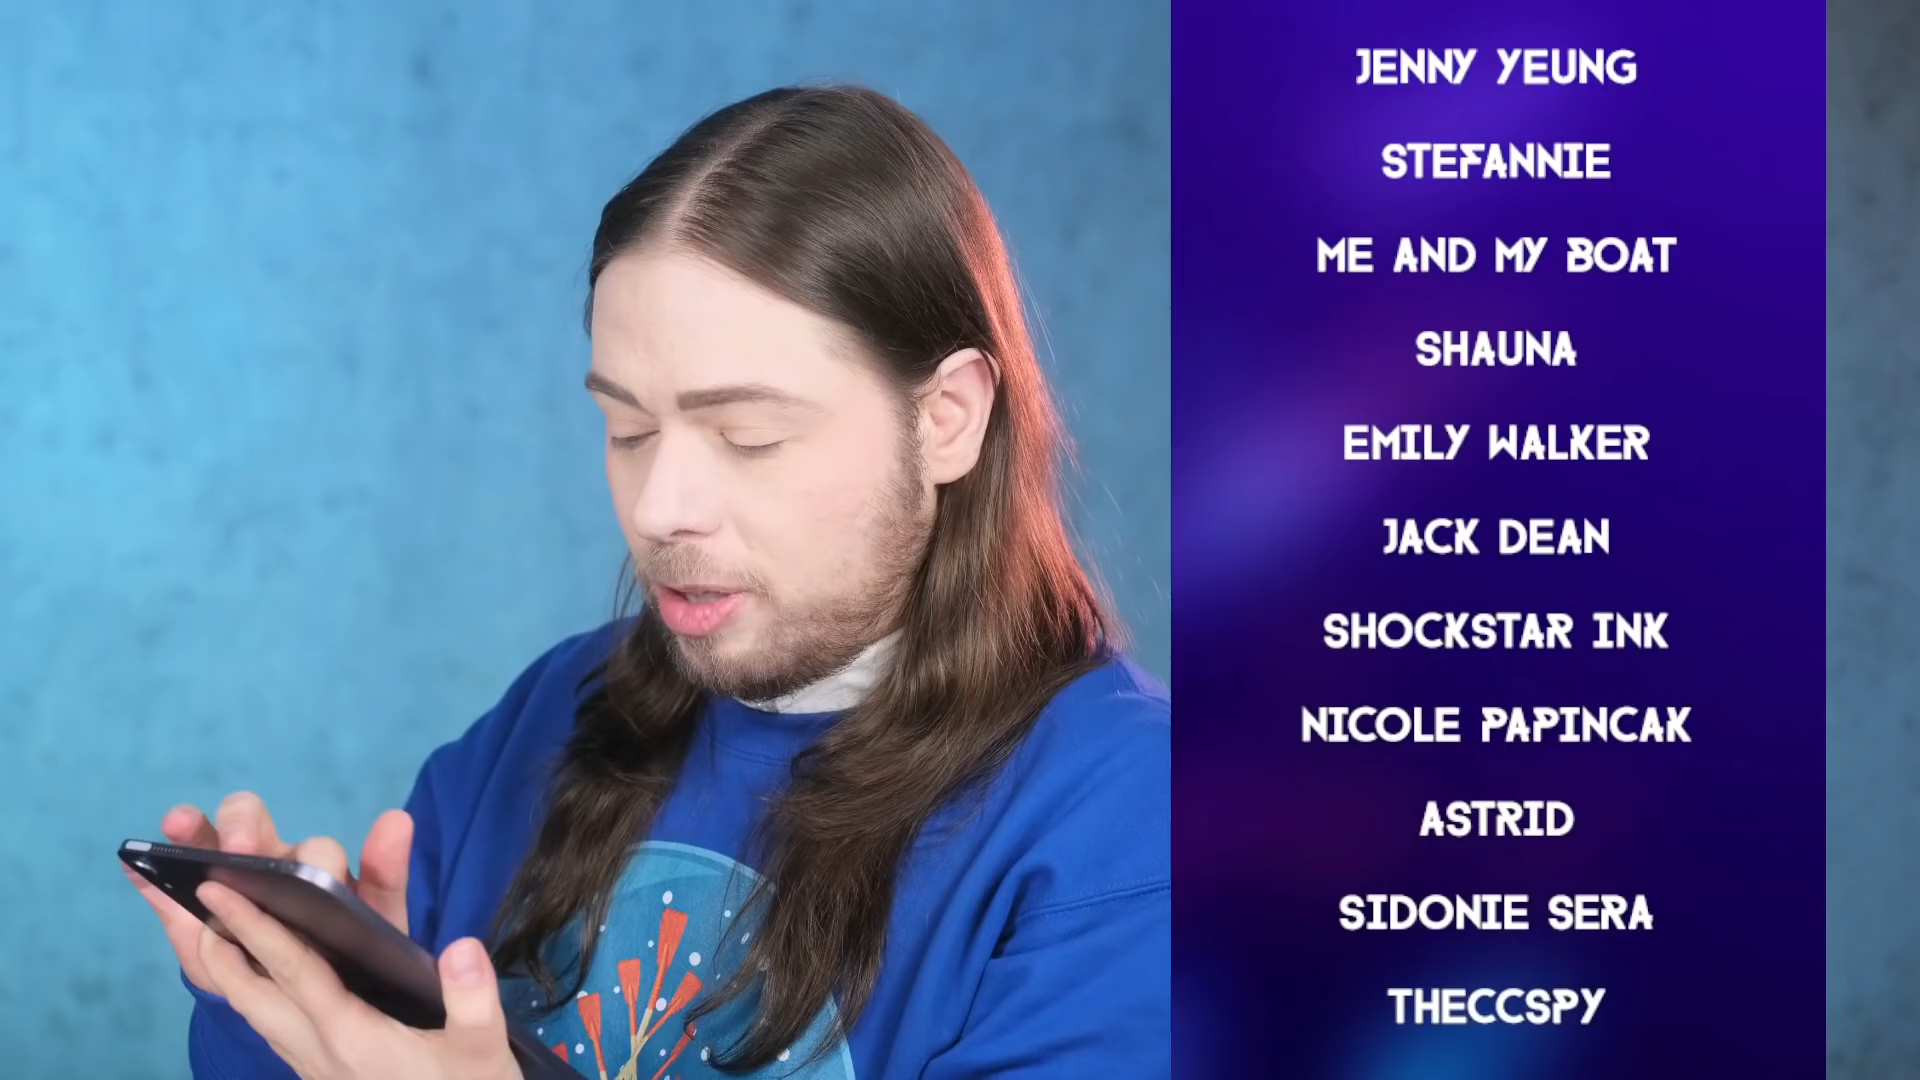 JENNY YEUNG
STEFANNIE
ME AND MY BOAT
SHAUNA
EMILY WALKER
JACK DEAN
SHOCKSTAR INK
NICOLE PAPINCAK
ASTRID
SIDONIE SERA
THECCSPY